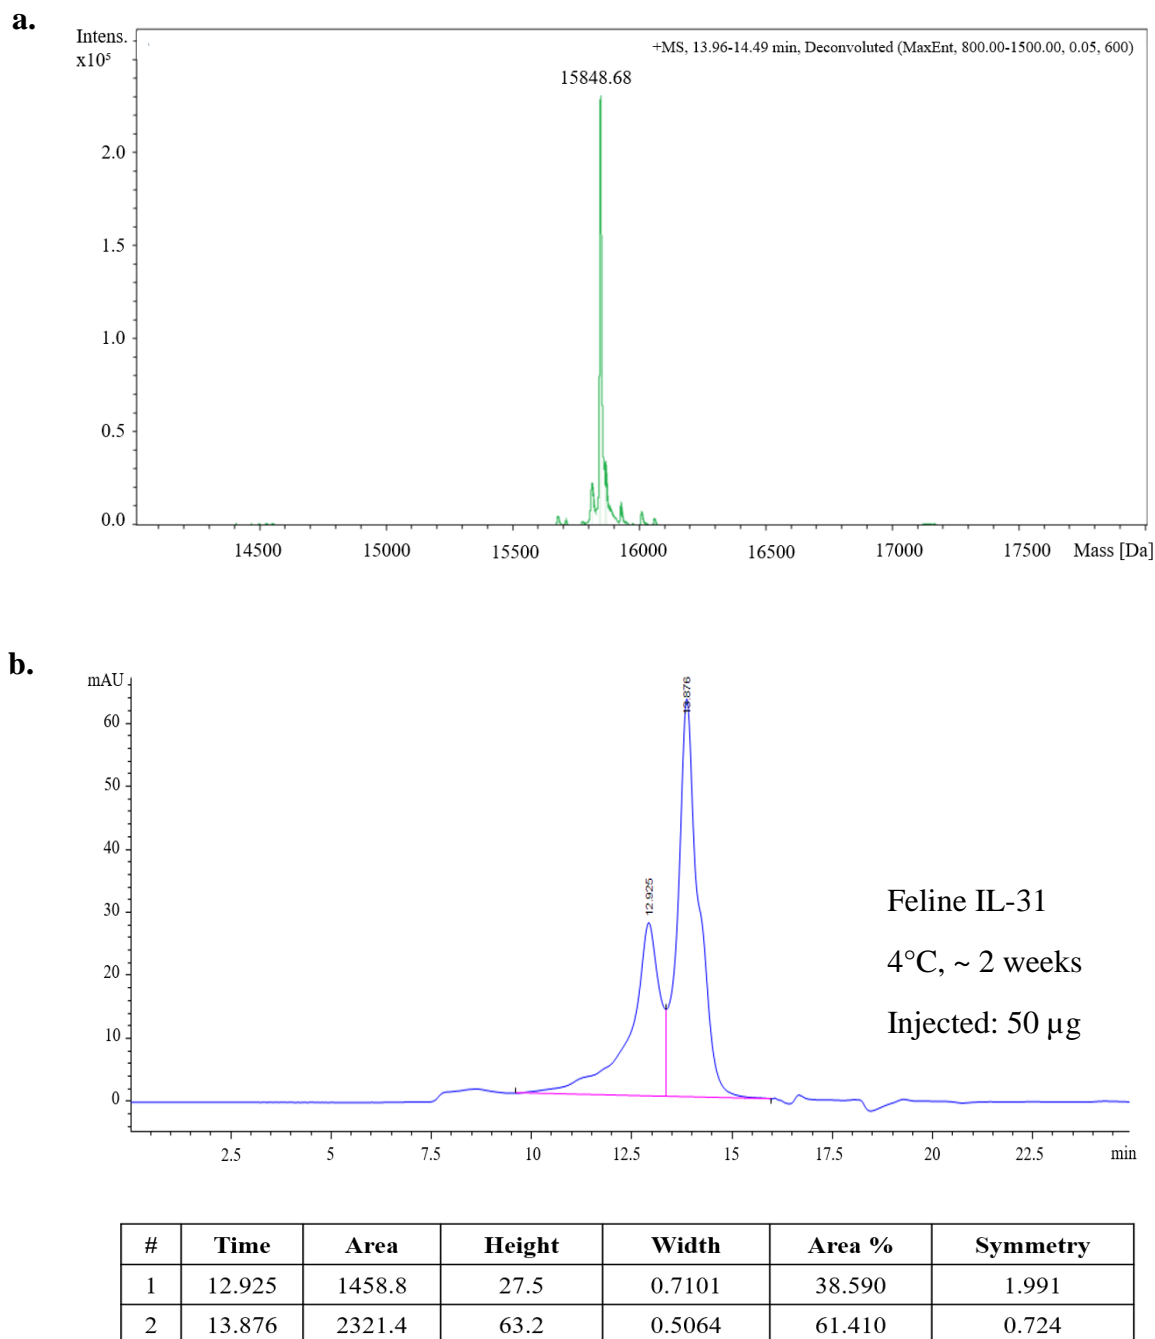 a.
Intens.
x10⁵
+MS, 13.96-14.49 min, Deconvoluted (MaxEnt, 800.00-1500.00, 0.05, 600)
15848.68
2.0
1.5
1.0
0.5
0.0
14500 15000 15500 16000 16500 17000 17500 Mass [Da]
b.
mAU
13.876
60
50
40
12.925
30
20
10
0
Feline IL-31
4°C, ~ 2 weeks
Injected: 50 µg
2.5 5 7.5 10 12.5 15 17.5 20 22.5 min
# Time Area Height Width Area % Symmetry
1 12.925 1458.8 27.5 0.7101 38.590 1.991
2 13.876 2321.4 63.2 0.5064 61.410 0.724